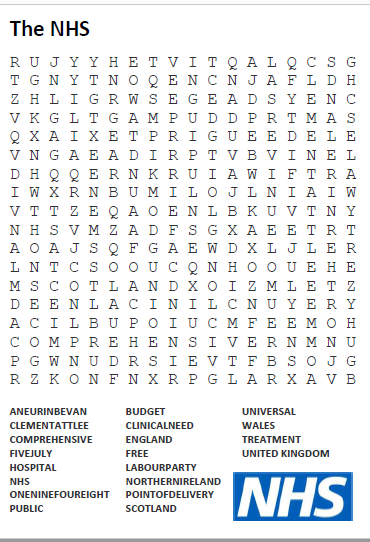 The NHS
R U J Y Y H E T V I T Q A L Q C S G
T G N Y T N O Q E N C N J A F L D H
Z H L I G R W S E G E A D S Y E N C
V K G L T G A M P U D D P R T M A S
Q X A I X E T P R I G U E E D E L E
V N G A E A D I R P T V B V I N E L
D H Q Q E R N K R U I A W I F T R A
I W X R N B U M I L O J L N I A I W
V T T Z E Q A O E N L B K U V T N Y
N H S V M Z A D F S G X A E E T R T
A O A J S Q F G A E W D X L J L E R
L N T C S O O U C Q N H O O U E H E
M S C O T L A N D X O I Z M L E T Z
D E E N L A C I N I L C N U Y E R Y
A C I L B U P O I U C M F E E M O H
C O M P R E H E N S I V E R N M N U
P G W N U D R S I E V T F B S O J G
R Z K O N F N X R P G L A R X A V B
ANEURINBEVAN BUDGET UNIVERSAL
CLEMENTATTLEE CLINICALNEED WALES
COMPREHENSIVE ENGLAND TREATMENT
FIVEJULY FREE UNITED KINGDOM
HOSPITAL LABOURPARTY
NHS NORTHERNIRELAND
ONENINEFOUREIGHT POINTOFDELIVERY
PUBLIC SCOTLAND
NHS